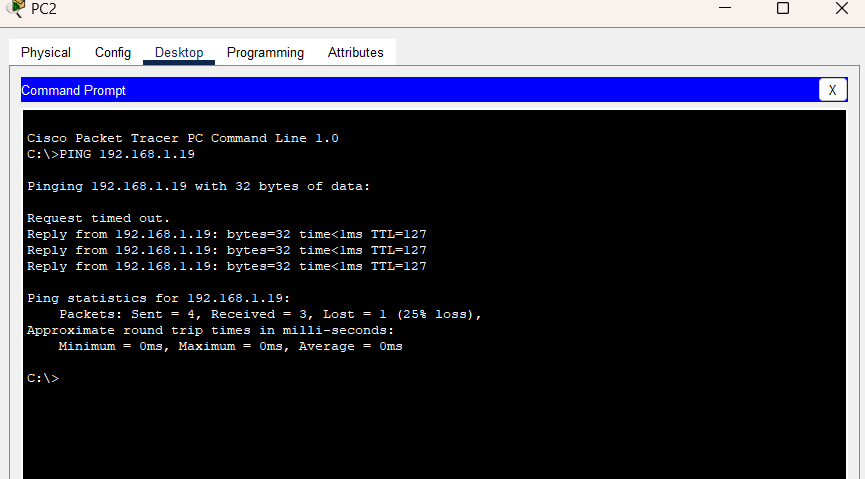 PC2
Physical Config Desktop Programming Attributes
Command Prompt
X
Cisco Packet Tracer PC Command Line 1.0
C:\>PING 192.168.1.19
Pinging 192.168.1.19 with 32 bytes of data:
Request timed out.
Reply from 192.168.1.19: bytes=32 time<1ms TTL=127
Reply from 192.168.1.19: bytes=32 time<1ms TTL=127
Reply from 192.168.1.19: bytes=32 time<1ms TTL=127
Ping statistics for 192.168.1.19:
    Packets: Sent = 4, Received = 3, Lost = 1 (25% loss),
Approximate round trip times in milli-seconds:
    Minimum = 0ms, Maximum = 0ms, Average = 0ms
C:\>